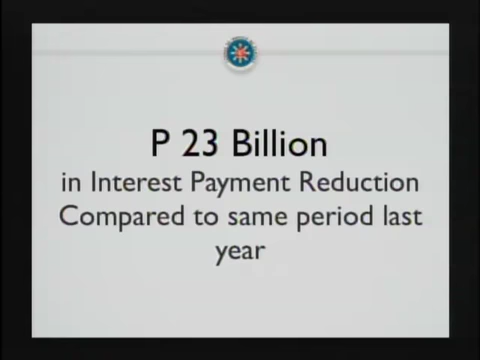 P 23 Billion
in Interest Payment Reduction
Compared to same period last
year